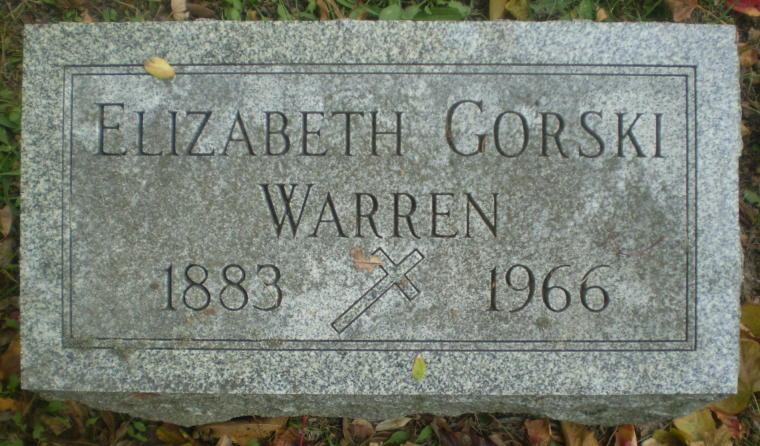 ELIZABETH GORSKI
WARREN
1883 1966